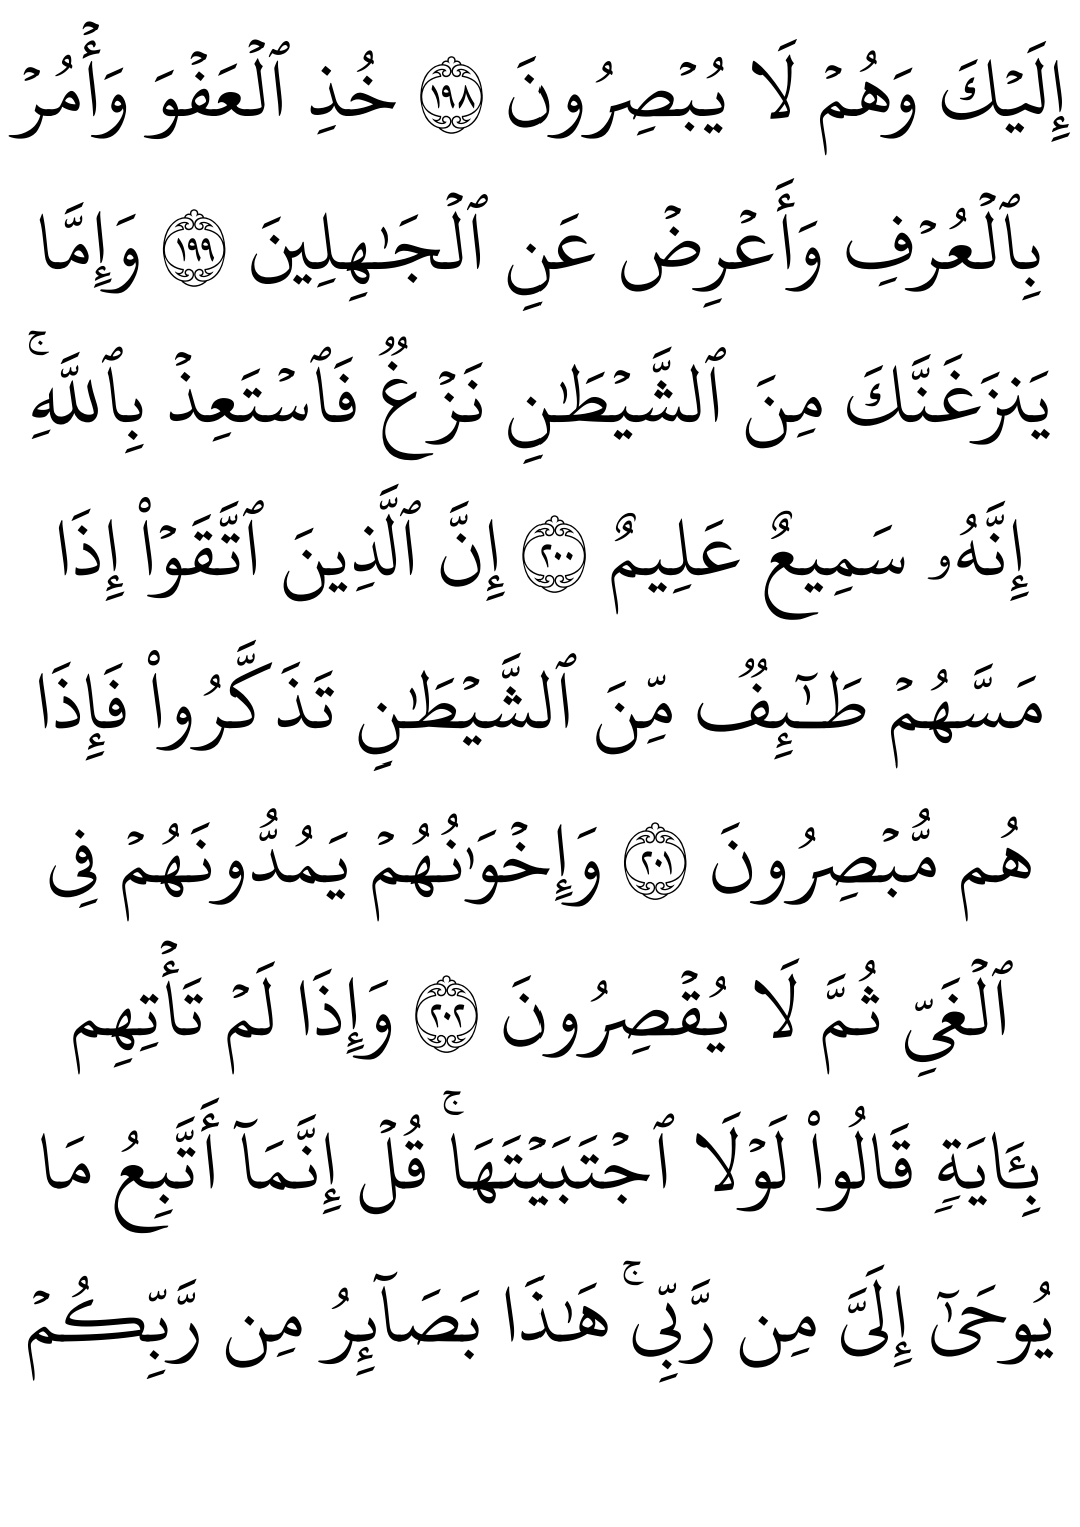 إِلَيۡكَ وَهُمۡ لَا يُبۡصِرُونَ ١٩٨ خُذِ ٱلۡعَفۡوَ وَأۡمُرۡ
بِٱلۡعُرۡفِ وَأَعۡرِضۡ عَنِ ٱلۡجَٰهِلِينَ ١٩٩ وَإِمَّا
يَنزَغَنَّكَ مِنَ ٱلشَّيۡطَٰنِ نَزۡغٞ فَٱسۡتَعِذۡ بِٱللَّهِۚ
إِنَّهُۥ سَمِيعٌ عَلِيمٌ ٢٠٠ إِنَّ ٱلَّذِينَ ٱتَّقَوۡاْ إِذَا
مَسَّهُمۡ طَٰٓئِفٞ مِّنَ ٱلشَّيۡطَٰنِ تَذَكَّرُواْ فَإِذَا
هُم مُّبۡصِرُونَ ٢٠١ وَإِخۡوَٰنُهُمۡ يَمُدُّونَهُمۡ فِي
ٱلۡغَيِّ ثُمَّ لَا يُقۡصِرُونَ ٢٠٢ وَإِذَا لَمۡ تَأۡتِهِم
بِـَٔايَةٖ قَالُواْ لَوۡلَا ٱجۡتَبَيۡتَهَاۚ قُلۡ إِنَّمَآ أَتَّبِعُ مَا
يُوحَىٰٓ إِلَيَّ مِن رَّبِّيۚ هَٰذَا بَصَآئِرُ مِن رَّبِّكُمۡ